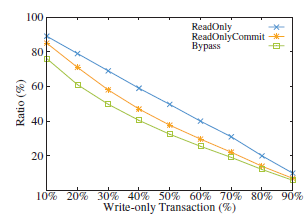 100
ReadOnly
ReadOnlyCommit
Bypass
80
60
40
20
Ratio (%)
10% 20% 30% 40% 50% 60% 70% 80% 90%
Write-only Transaction (%)